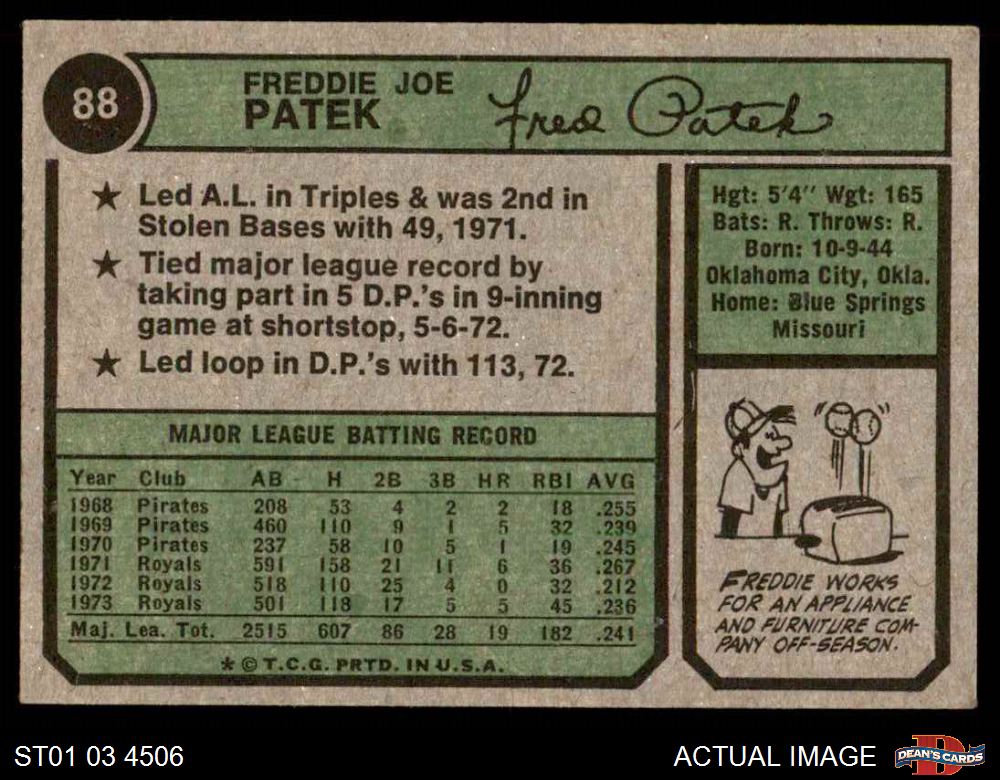 88
FREDDIE JOE
PATEK
Fred Patek
★ Led A.L. in Triples & was 2nd in
Stolen Bases with 49, 1971.
★ Tied major league record by
taking part in 5 D.P.'s in 9-inning
game at shortstop, 5-6-72.
★ Led loop in D.P.'s with 113, 72.
Hgt: 5'4" Wgt: 165
Bats: R. Throws: R.
Born: 10-9-44
Oklahoma City, Okla.
Home: Blue Springs
Missouri
MAJOR LEAGUE BATTING RECORD
Year Club AB H 2B 3B HR RBI AVG
1968 Pirates 208 53 4 2 2 18 .255
1969 Pirates 460 110 9 1 5 32 .239
1970 Pirates 237 58 10 5 1 19 .245
1971 Royals 591 158 21 11 6 36 .267
1972 Royals 518 110 25 4 0 32 .212
1973 Royals 501 118 17 5 5 45 .236
Maj. Lea. Tot. 2515 607 86 28 19 182 .241
* © T.C.G. PRTD. IN U.S.A.
FREDDIE WORKS
FOR AN APPLIANCE
AND FURNITURE COM-
PANY OFF-SEASON.
ST01 03 4506
ACTUAL IMAGE
D
DEAN'S CARDS